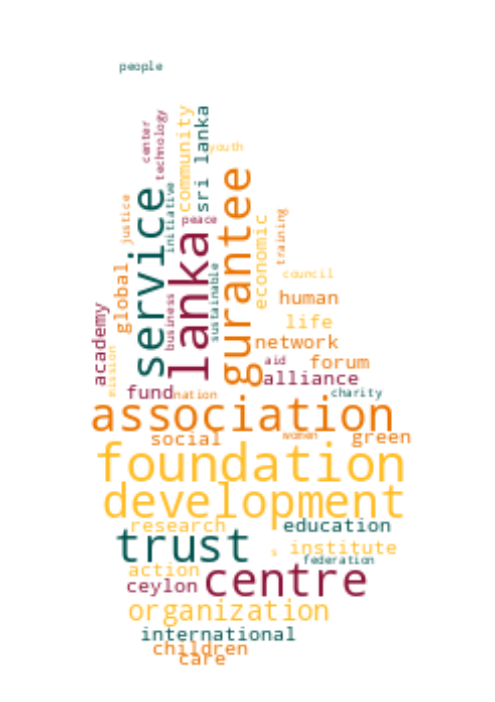 people
center
technology
community
sri lanka
youth
service
initiative
peace
lanka
gurantee
justice
economic
training
global
business
sustainable
council
human
life
academy
mission
network
aid
forum
alliance
fund
nation
charity
association
social
women
green
foundation
development
research
education
trust
s
institute
federation
action
ceylon
centre
organization
international
children
care